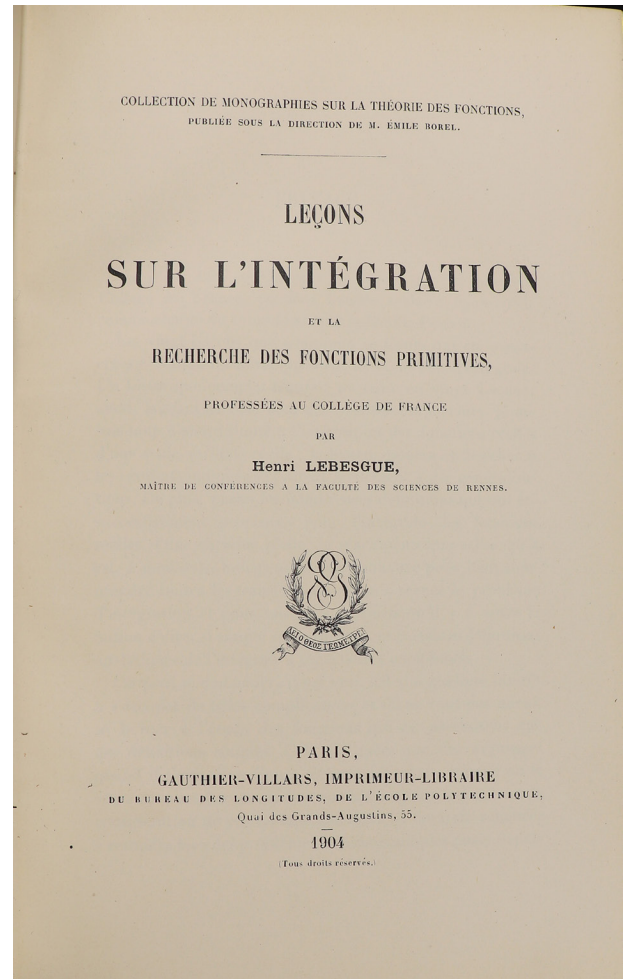 COLLECTION DE MONOGRAPHIES SUR LA THÉORIE DES FONCTIONS,
PUBLIÉE SOUS LA DIRECTION DE M. ÉMILE BOREL.
LEÇONS
SUR L'INTÉGRATION
ET LA
RECHERCHE DES FONCTIONS PRIMITIVES,
PROFESSÉES AU COLLÈGE DE FRANCE
PAR
Henri LEBESGUE,
MAÎTRE DE CONFÉRENCES A LA FACULTÉ DES SCIENCES DE RENNES.
ΘΕΟΣ ΓΕΩΜΕΤΡΕΙ
PARIS,
GAUTHIER-VILLARS, IMPRIMEUR-LIBRAIRE
DU BUREAU DES LONGITUDES, DE L'ÉCOLE POLYTECHNIQUE,
Quai des Grands-Augustins, 55.
1904
(Tous droits réservés.)